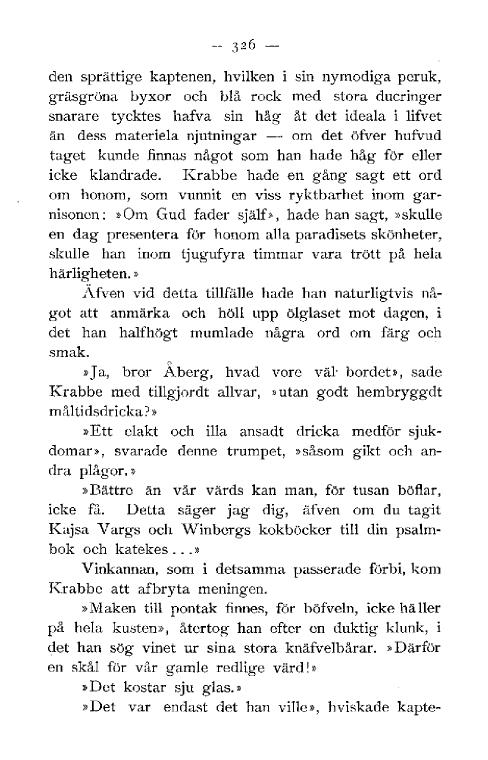 — 326 —
den sprättige kaptenen, hvilken i sin nymodiga peruk,
gräsgröna byxor och blå rock med stora ducringer
snarare tycktes hafva sin håg åt det ideala i lifvet
än dess materiela njutningar — om det öfver hufvud
taget kunde finnas något som han hade håg för eller
icke klandrade. Krabbe hade en gång sagt ett ord
om honom, som vunnit en viss ryktbarhet inom gar-
nisonen: »Om Gud fader själf», hade han sagt, »skulle
en dag presentera för honom alla paradisets skönheter,
skulle han inom tjugufyra timmar vara trött på hela
härligheten.»
Äfven vid detta tillfälle hade han naturligtvis nå-
got att anmärka och höll upp ölglaset mot dagen, i
det han halfhögt mumlade några ord om färg och
smak.
»Ja, bror Åberg, hvad vore väl bordet», sade
Krabbe med tillgjordt allvar, »utan godt hembryggdt
måltidsdricka?»
»Ett elakt och illa ansadt dricka medför sjuk-
domar», svarade denne trumpet, »såsom gikt och an-
dra plågor.»
»Bättre än vår värds kan man, för tusan böflar,
icke få. Detta säger jag dig, äfven om du tagit
Kajsa Vargs och Winbergs kokböcker till din psalm-
bok och katekes . . .»
Vinkannan, som i detsamma passerade förbi, kom
Krabbe att afbryta meningen.
»Maken till pontak finnes, för böfveln, icke häller
på hela kusten», återtog han efter en duktig klunk, i
det han sög vinet ur sina stora knäfvelbårar. »Därför
en skål för vår gamle redlige värd!»
»Det kostar sju glas.»
»Det var endast det han ville», hviskade kapte-